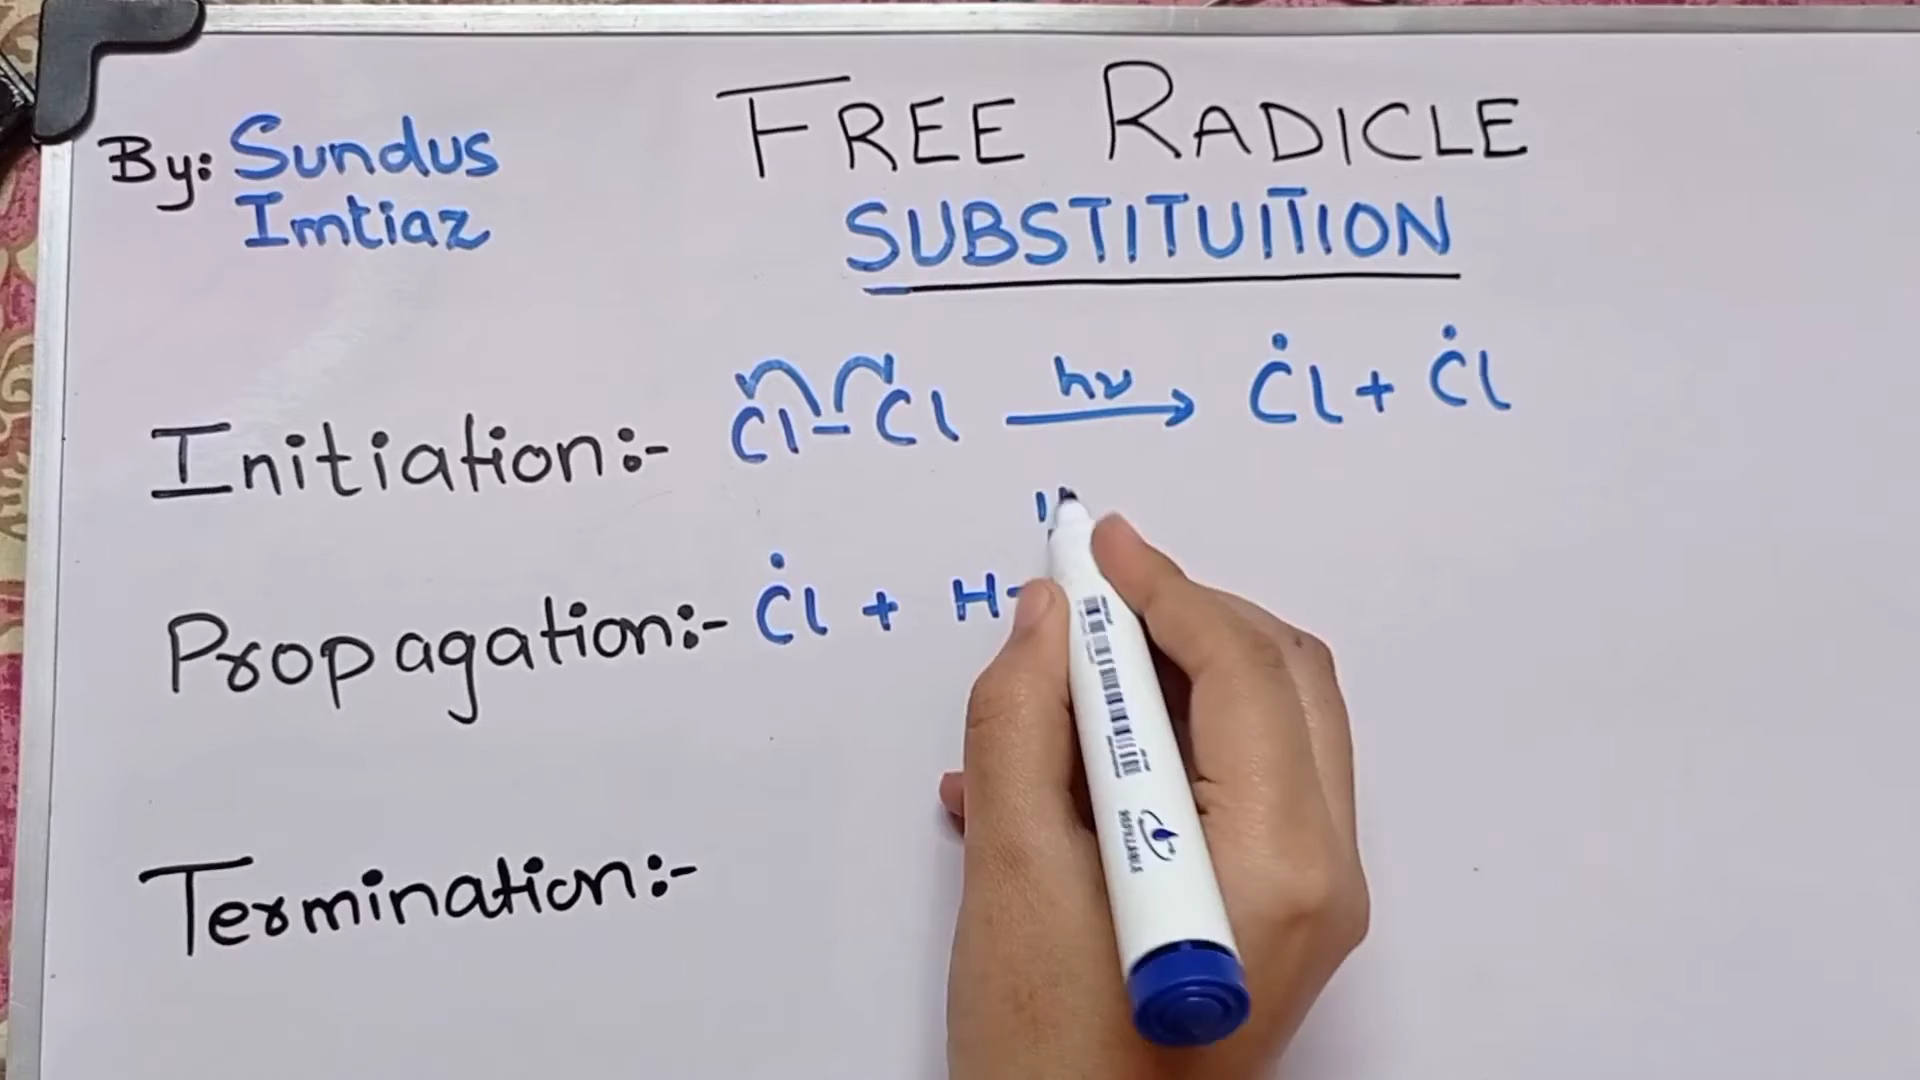 By: Sundus
Imtiaz
FREE RADICLE
SUBSTITUITION
Initiation:- Cl-Cl hν→ Ċl + Ċl
Propagation:- Ċl + H-
Termination:-